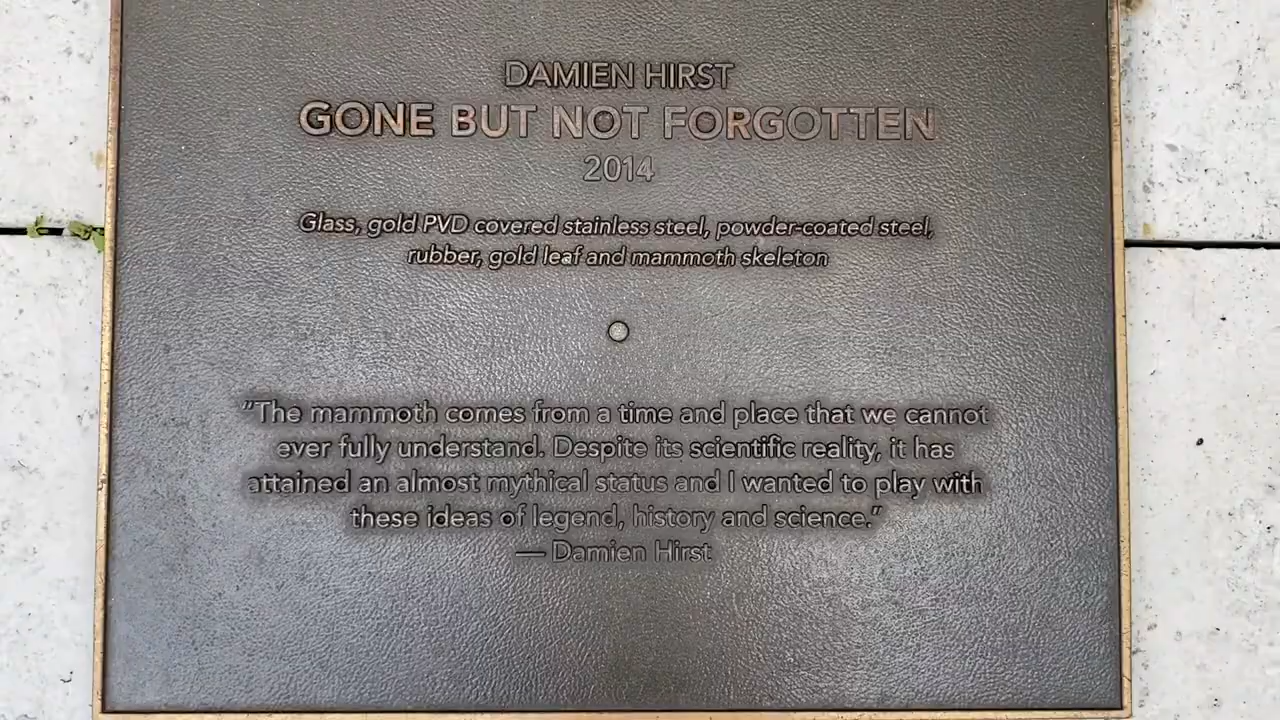 DAMIEN HIRST
GONE BUT NOT FORGOTTEN
2014
Glass, gold PVD covered stainless steel, powder-coated steel,
rubber, gold leaf and mammoth skeleton
"The mammoth comes from a time and place that we cannot
ever fully understand. Despite its scientific reality, it has
attained an almost mythical status and I wanted to play with
these ideas of legend, history and science."
— Damien Hirst